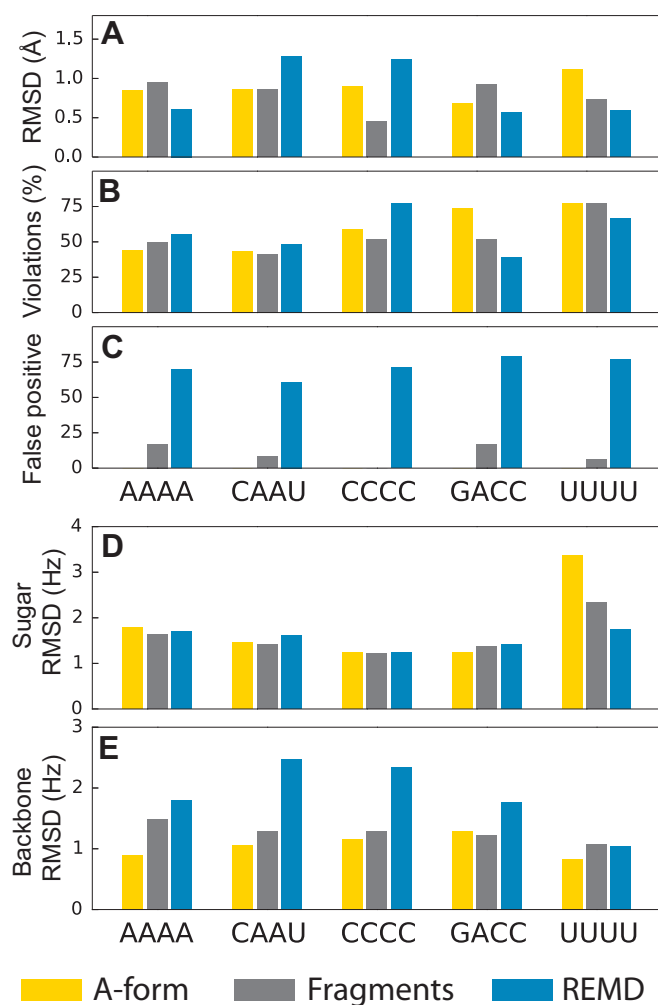 A
RMSD (Å)
1.5
1.0
0.5
0.0
B
Violations (%)
75
50
25
0
C
False positive
75
50
25
0
AAAA CAAU CCCC GACC UUUU
D
Sugar
RMSD (Hz)
4
3
2
1
0
E
Backbone
RMSD (Hz)
3
2
1
0
AAAA CAAU CCCC GACC UUUU
A-form Fragments REMD